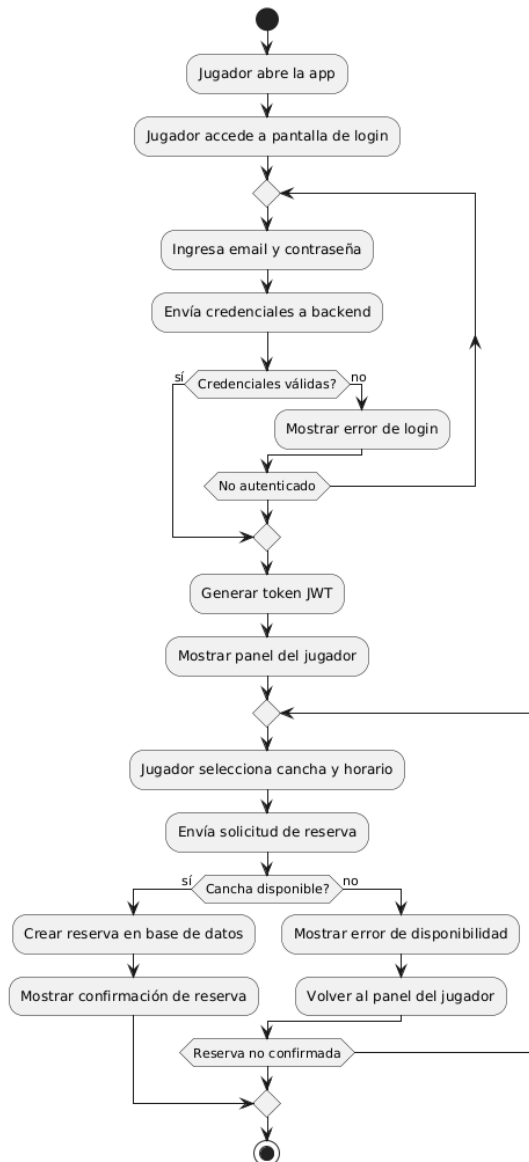 Jugador abre la app
Jugador accede a pantalla de login
Ingresa email y contraseña
Envía credenciales a backend
sí
Credenciales válidas?
no
Mostrar error de login
No autenticado
Generar token JWT
Mostrar panel del jugador
Jugador selecciona cancha y horario
Envía solicitud de reserva
sí
Cancha disponible?
no
Crear reserva en base de datos
Mostrar error de disponibilidad
Mostrar confirmación de reserva
Volver al panel del jugador
Reserva no confirmada